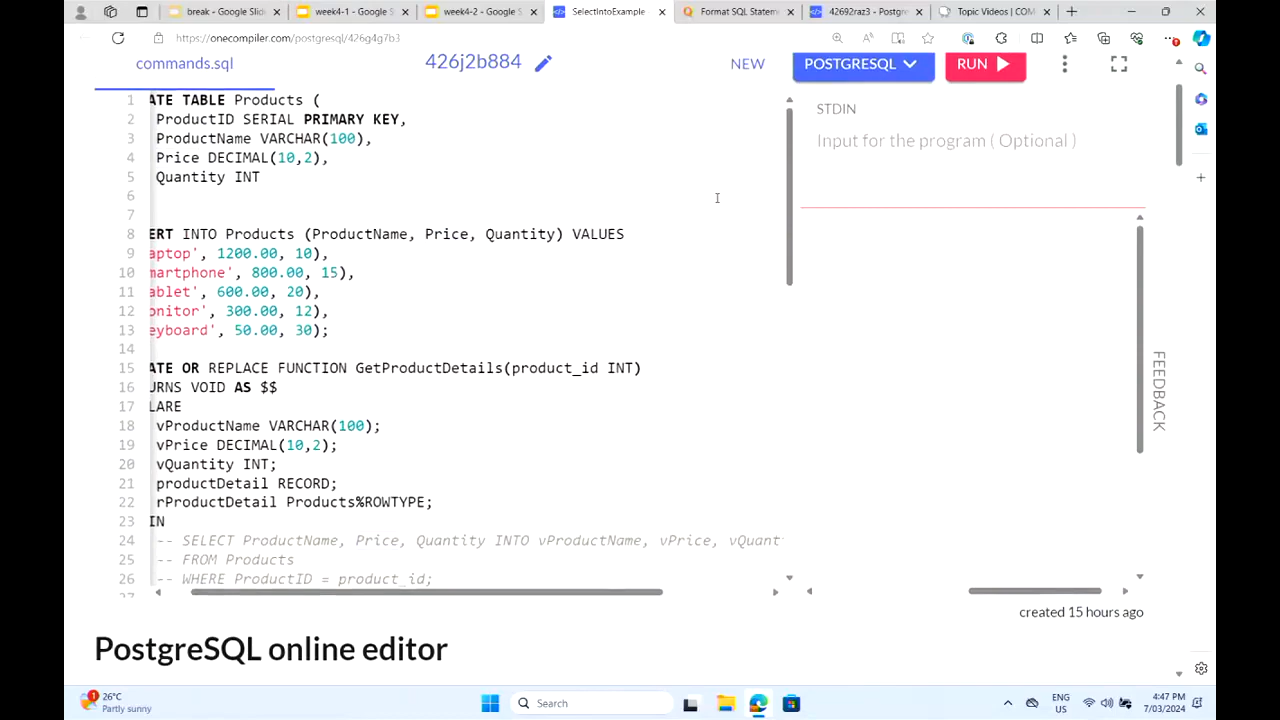 break - Google Slide
week4-1 - Google S
week4-2 - Google S
SelectIntoExample
Format SQL Statem
42692raz3 - Postgre
Topic Videos | COM
https://onecompiler.com/postgresql/426g4g7b3
commands.sql
426j2b884
NEW
POSTGRESQL
RUN
1 ATE TABLE Products (
2 ProductID SERIAL PRIMARY KEY,
3 ProductName VARCHAR(100),
4 Price DECIMAL(10,2),
5 Quantity INT
6
7
8 ERT INTO Products (ProductName, Price, Quantity) VALUES
9 aptop', 1200.00, 10),
10 martphone', 800.00, 15),
11 ablet', 600.00, 20),
12 onitor', 300.00, 12),
13 eyboard', 50.00, 30);
14
15 ATE OR REPLACE FUNCTION GetProductDetails(product_id INT)
16 URNS VOID AS $$
17 LARE
18 vProductName VARCHAR(100);
19 vPrice DECIMAL(10,2);
20 vQuantity INT;
21 productDetail RECORD;
22 rProductDetail Products%ROWTYPE;
23 IN
24 -- SELECT ProductName, Price, Quantity INTO vProductName, vPrice, vQuant
25 -- FROM Products
26 -- WHERE ProductID = product_id;
STDIN
Input for the program ( Optional )
FEEDBACK
created 15 hours ago
PostgreSQL online editor
1
26°C
Partly sunny
Search
ENG
US
4:47 PM
7/03/2024